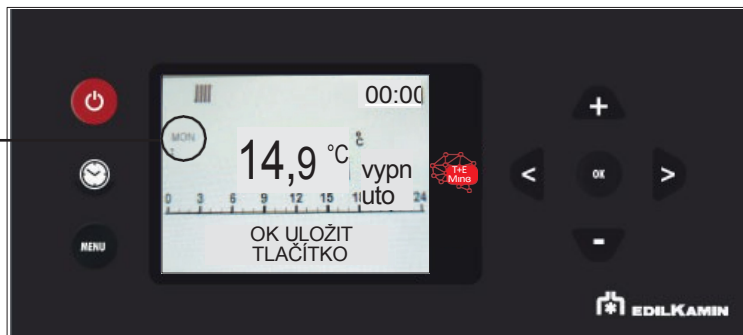 00:00
MON
14,9 °C
°C
vypn
uto
T+E
Ming
0 3 6 9 12 15 18 24
OK ULOŽIT
TLAČÍTKO
MENU
+
<
OK
>
-
EDILKAMIN